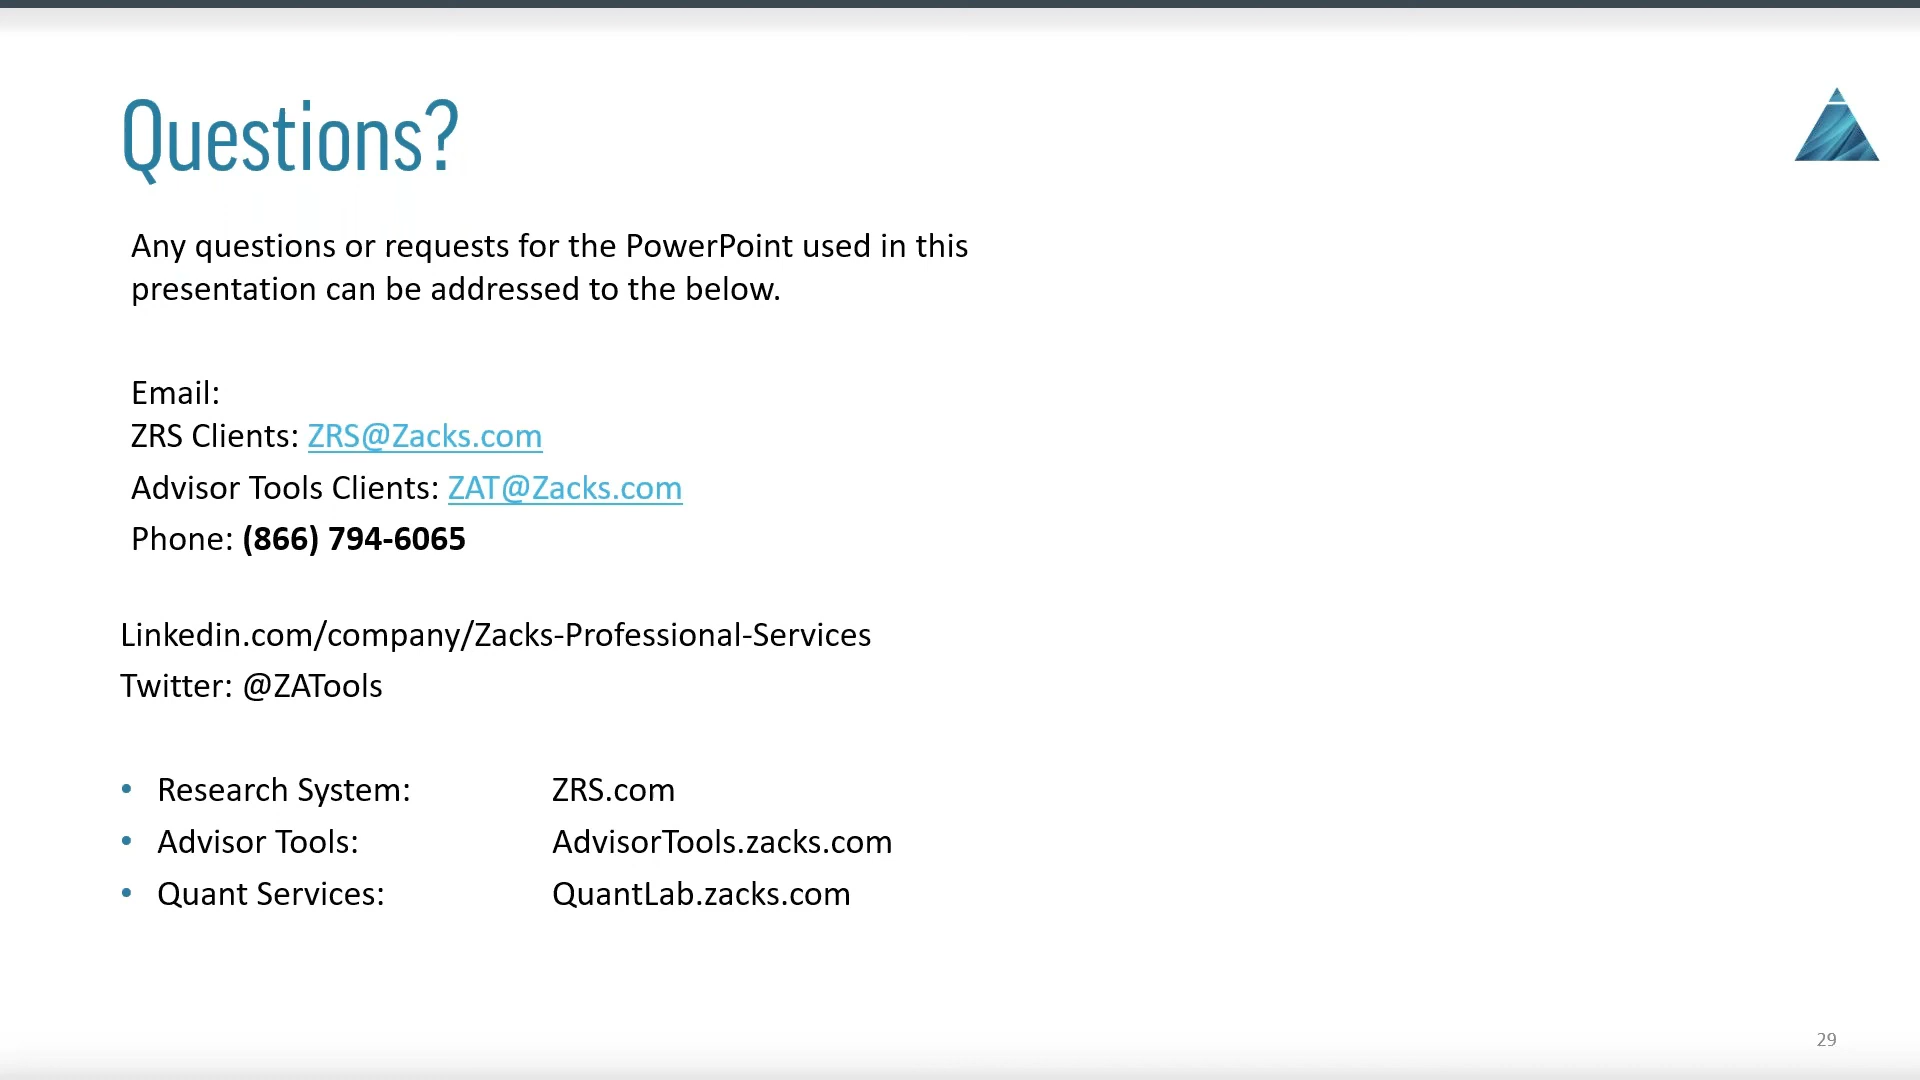 Questions?
Any questions or requests for the PowerPoint used in this
presentation can be addressed to the below.
Email:
ZRS Clients: ZRS@Zacks.com
Advisor Tools Clients: ZAT@Zacks.com
Phone: (866) 794-6065
Linkedin.com/company/Zacks-Professional-Services
Twitter: @ZATools
• Research System: ZRS.com
• Advisor Tools: AdvisorTools.zacks.com
• Quant Services: QuantLab.zacks.com
29